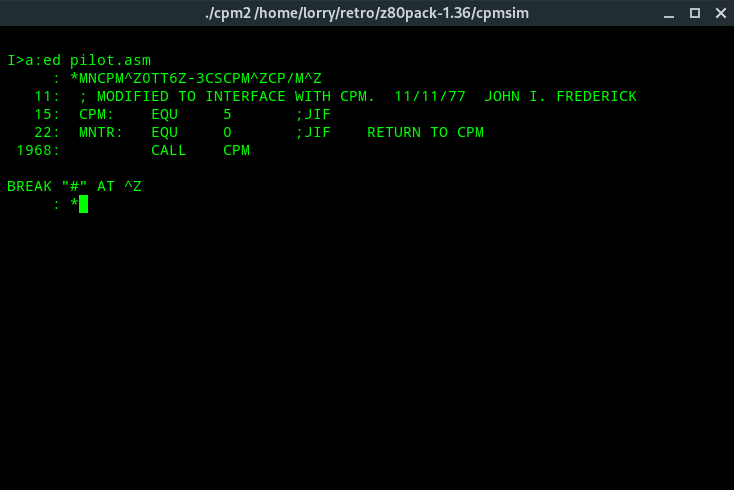 ./cpm2 /home/lorry/retro/z80pack-1.36/cpmsim
I>a:ed pilot.asm
     : *MNCPM^Z0TT6Z-3CSCPM^ZCP/M^Z
   11:  ; MODIFIED TO INTERFACE WITH CPM.  11/11/77  JOHN I. FREDERICK
   15:  CPM:    EQU     5       ;JIF
   22:  MNTR:   EQU     0       ;JIF    RETURN TO CPM
 1968:          CALL    CPM
BREAK "#" AT ^Z
     : *